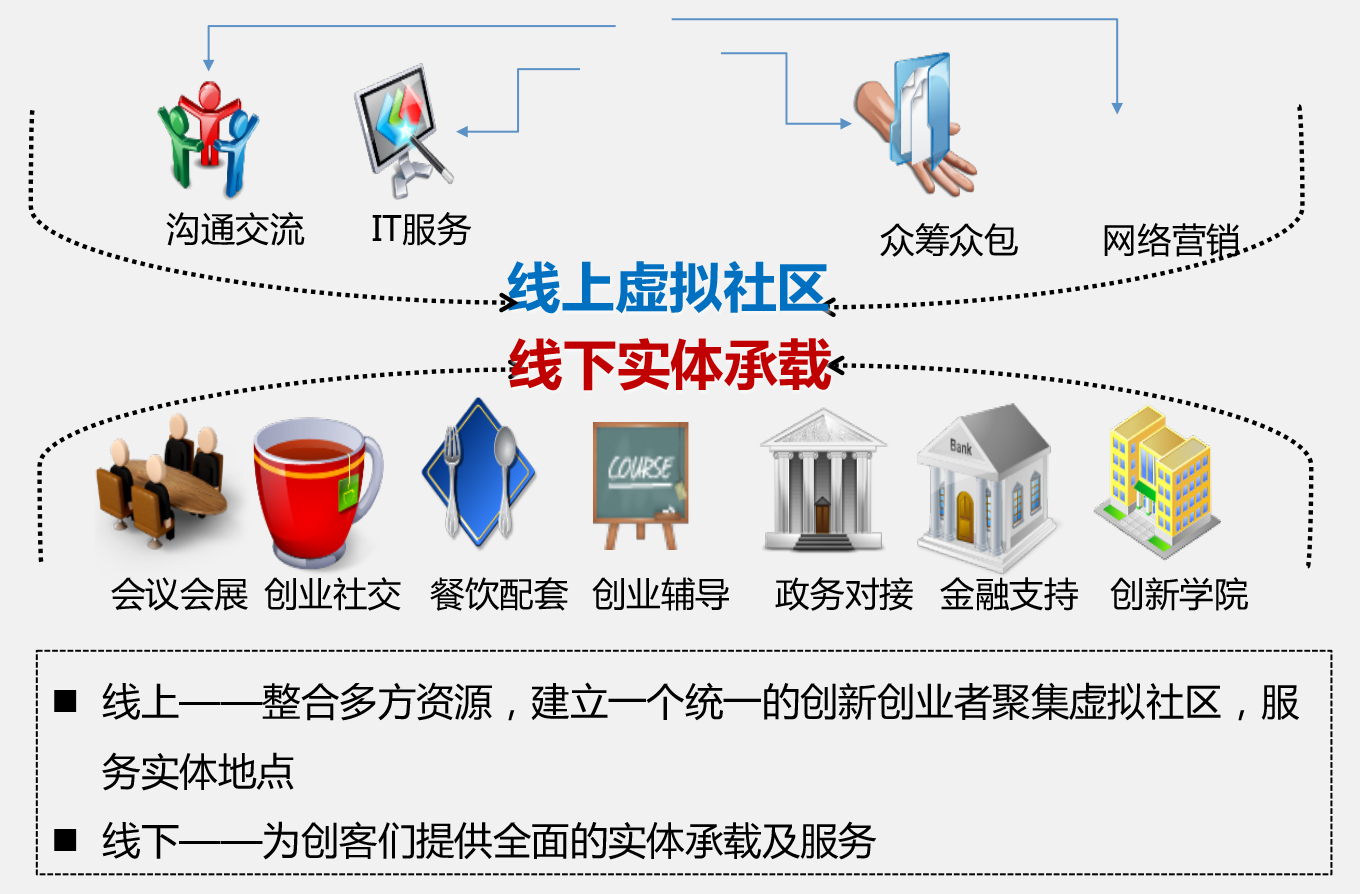 沟通交流
IT服务
众筹众包
网络营销
线上虚拟社区
线下实体承载
COURSE
Bank
会议会展
创业社交
餐饮配套
创业辅导
政务对接
金融支持
创新学院
■ 线上——整合多方资源，建立一个统一的创新创业者聚集虚拟社区，服
务实体地点
■ 线下——为创客们提供全面的实体承载及服务